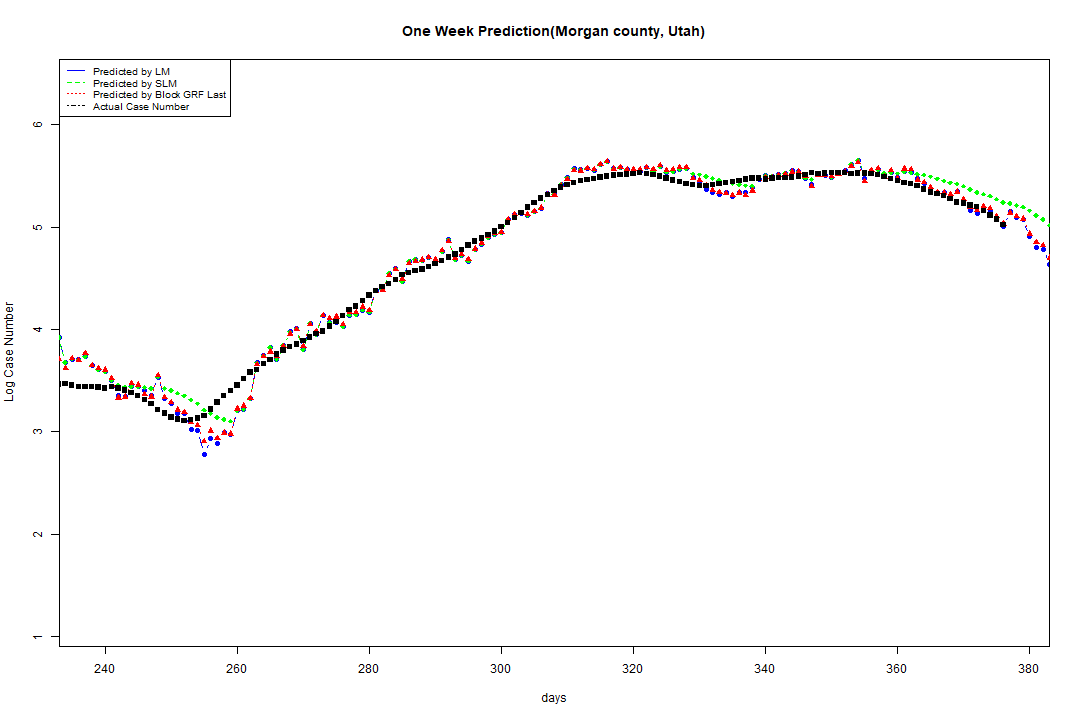 One Week Prediction(Morgan county, Utah)
Predicted by LM
Predicted by SLM
Predicted by Block GRF Last
Actual Case Number
Log Case Number
6
5
4
3
2
1
240 260 280 300 320 340 360 380
days